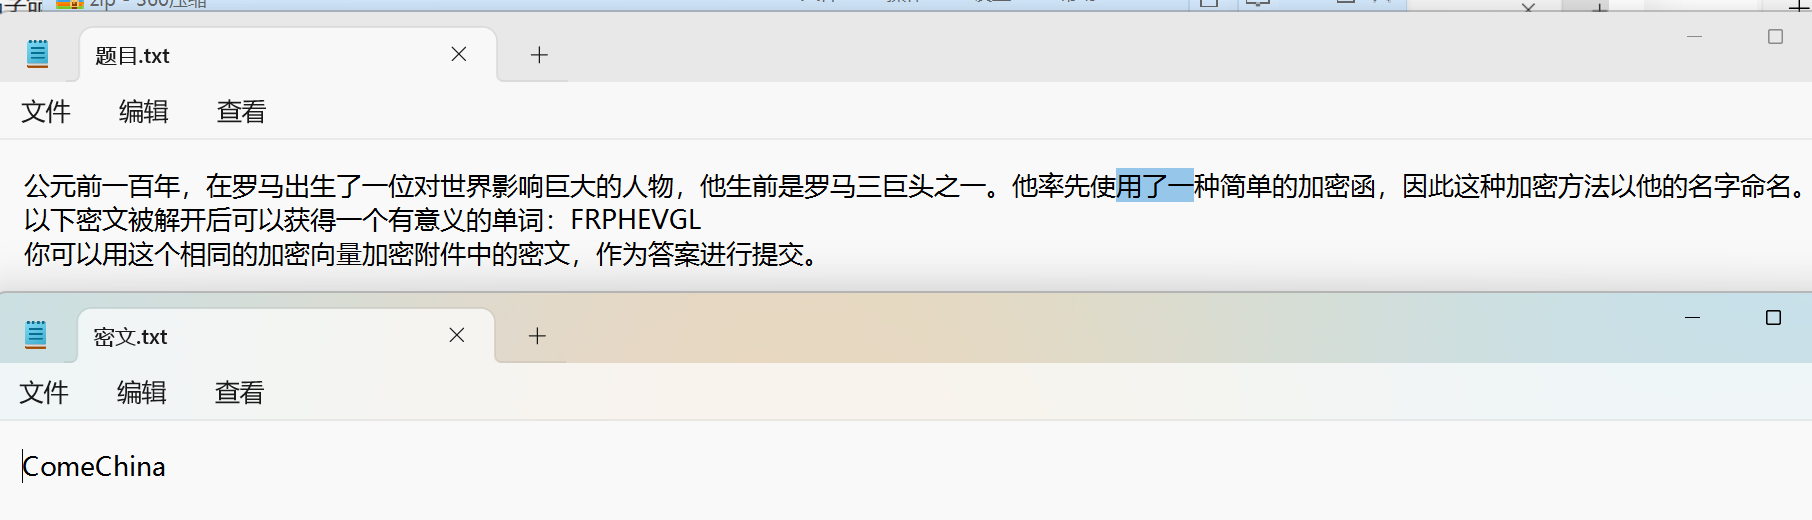 zip - 360压缩
题目.txt
文件 编辑 查看
公元前一百年，在罗马出生了一位对世界影响巨大的人物，他生前是罗马三巨头之一。他率先使用了一种简单的加密函，因此这种加密方法以他的名字命名。
以下密文被解开后可以获得一个有意义的单词：FRPHEVGL
你可以用这个相同的加密向量加密附件中的密文，作为答案进行提交。
密文.txt
文件 编辑 查看
ComeChina